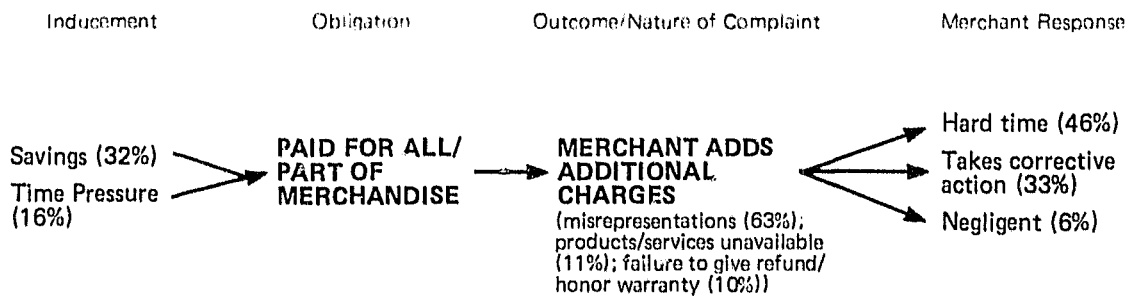 Inducement
Obligation
Outcome/Nature of Complaint
Merchant Response
Savings (32%)
Time Pressure
(16%)
PAID FOR ALL/
PART OF
MERCHANDISE
MERCHANT ADDS
ADDITIONAL
CHARGES
(misrepresentations (63%);
products/services unavailable
(11%); failure to give refund/
honor warranty (10%))
Hard time (46%)
Takes corrective
action (33%)
Negligent (6%)